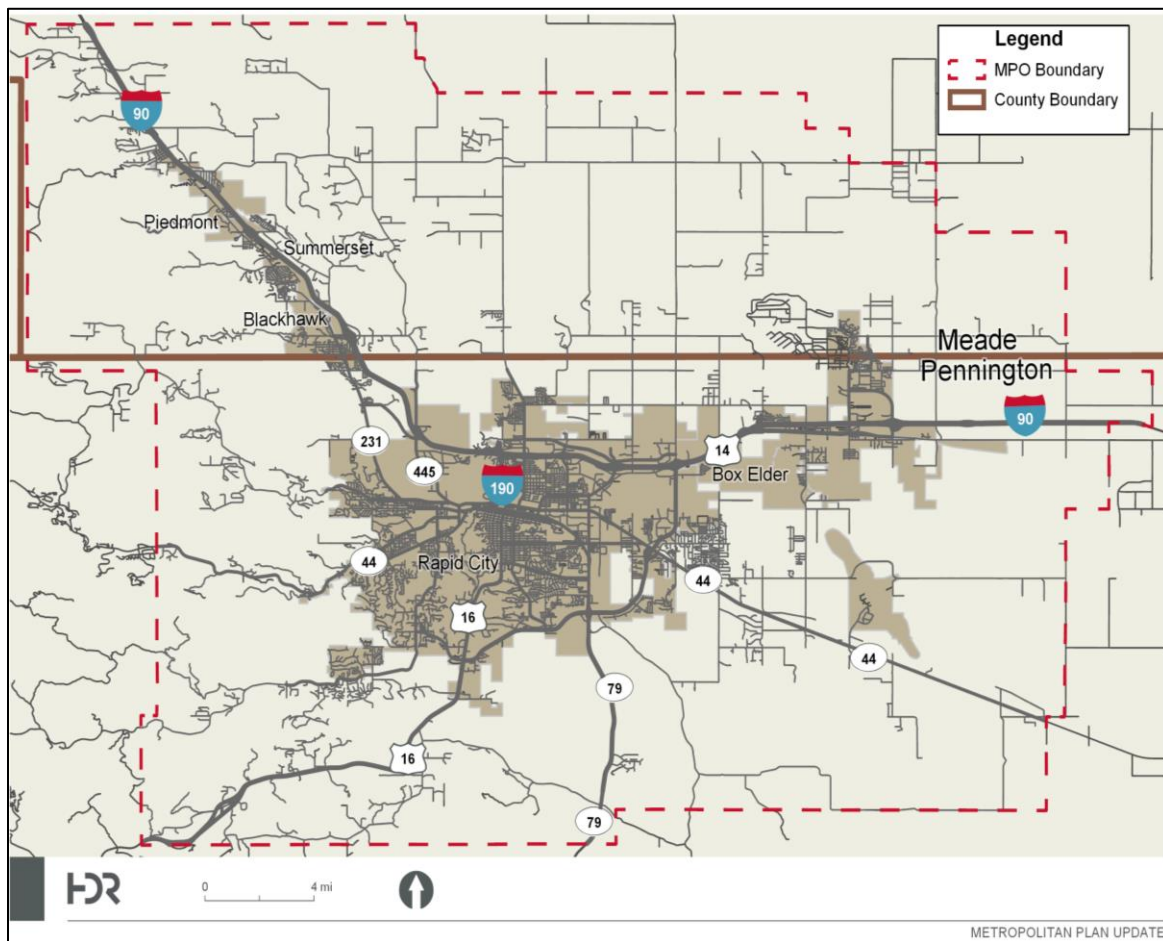 Legend
MPO Boundary
County Boundary
90
Piedmont
Summerset
Blackhawk
Meade
Pennington
90
231
445
14
190
Box Elder
44
Rapid City
44
16
44
79
16
79
HDR
0 4 mi
METROPOLITAN PLAN UPDATE